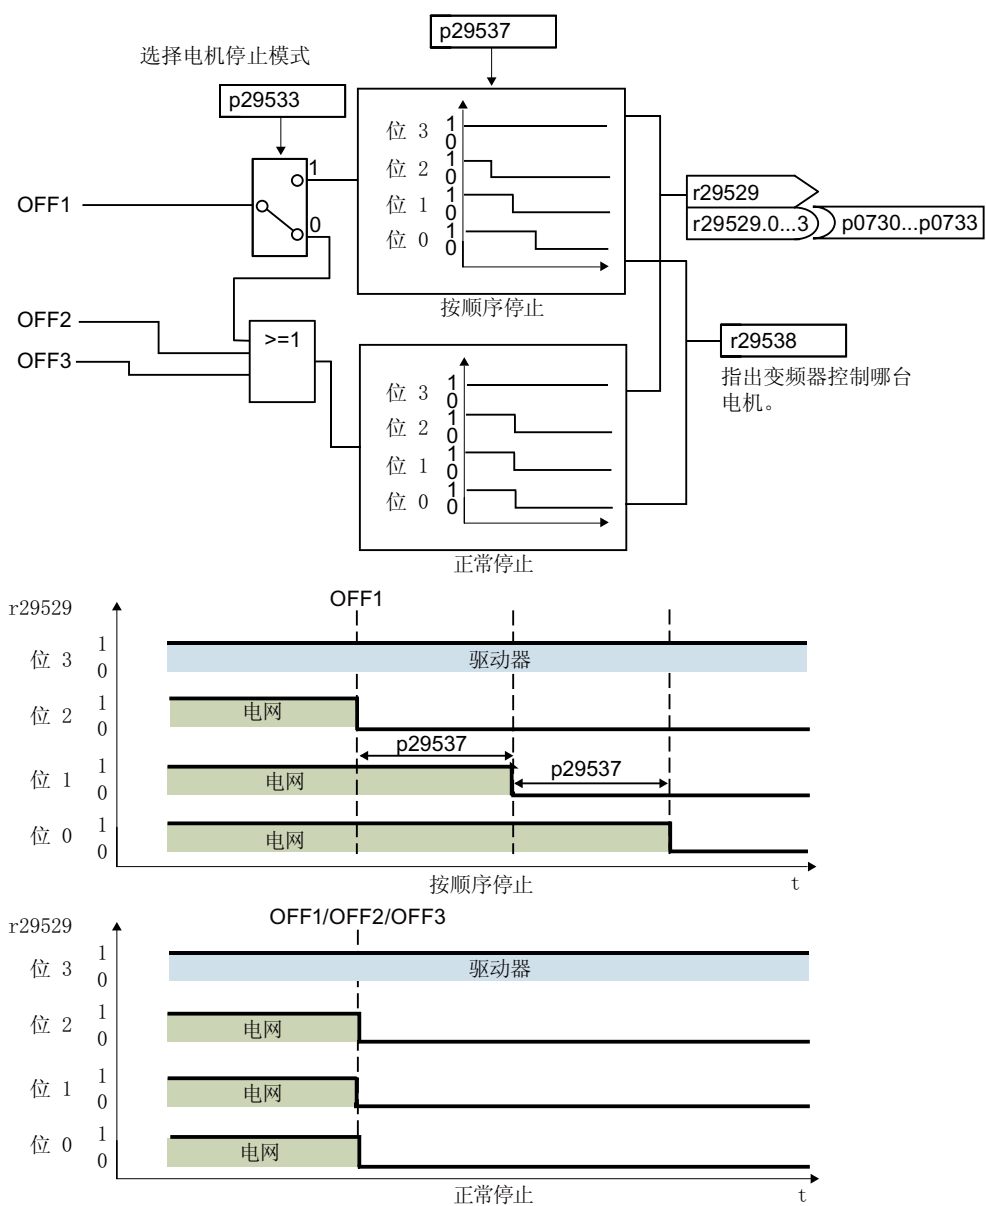 p29537
选择电机停止模式
p29533
位 3 1 0
位 2 1 0
位 1 1 0
位 0 1 0
按顺序停止
1
0
OFF1
OFF2
OFF3
>=1
r29529
r29529.0...3
p0730...p0733
r29538
指出变频器控制哪台
电机。
位 3 1 0
位 2 1 0
位 1 1 0
位 0 1 0
正常停止
OFF1
r29529
位 3 1 0 驱动器
位 2 1 0 电网
p29537
位 1 1 0 电网
p29537
位 0 1 0 电网
按顺序停止 t
OFF1/OFF2/OFF3
r29529
位 3 1 0 驱动器
位 2 1 0 电网
位 1 1 0 电网
位 0 1 0 电网
正常停止 t